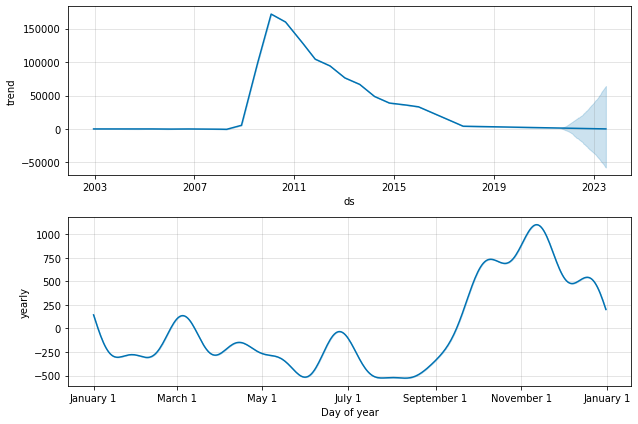 150000
100000
50000
0
−50000
trend
2003 2007 2011 2015 2019 2023
ds
1000
750
500
250
0
−250
−500
yearly
January 1 March 1 May 1 July 1 September 1 November 1 January 1
Day of year